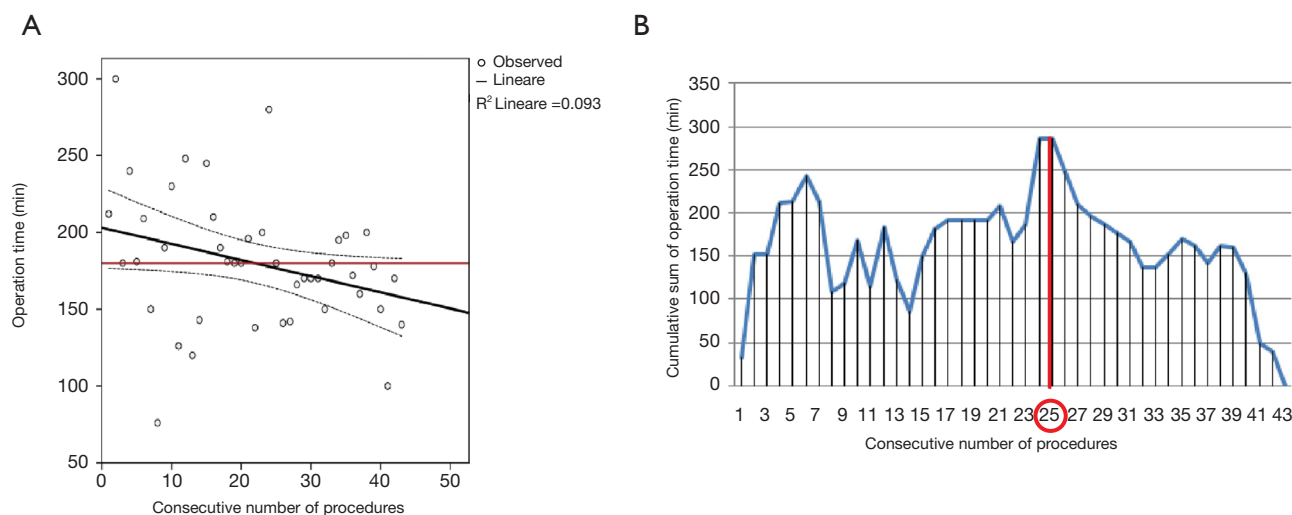 A
Operation time (min)
300
250
200
150
100
50
0 10 20 30 40 50
Consecutive number of procedures
Observed
Lineare
R2 Lineare =0.093
B
Cumulative sum of operation time (min)
350
300
250
200
150
100
50
0
1 3 5 7 9 11 13 15 17 19 21 23 25 27 29 31 33 35 37 39 41 43
Consecutive number of procedures